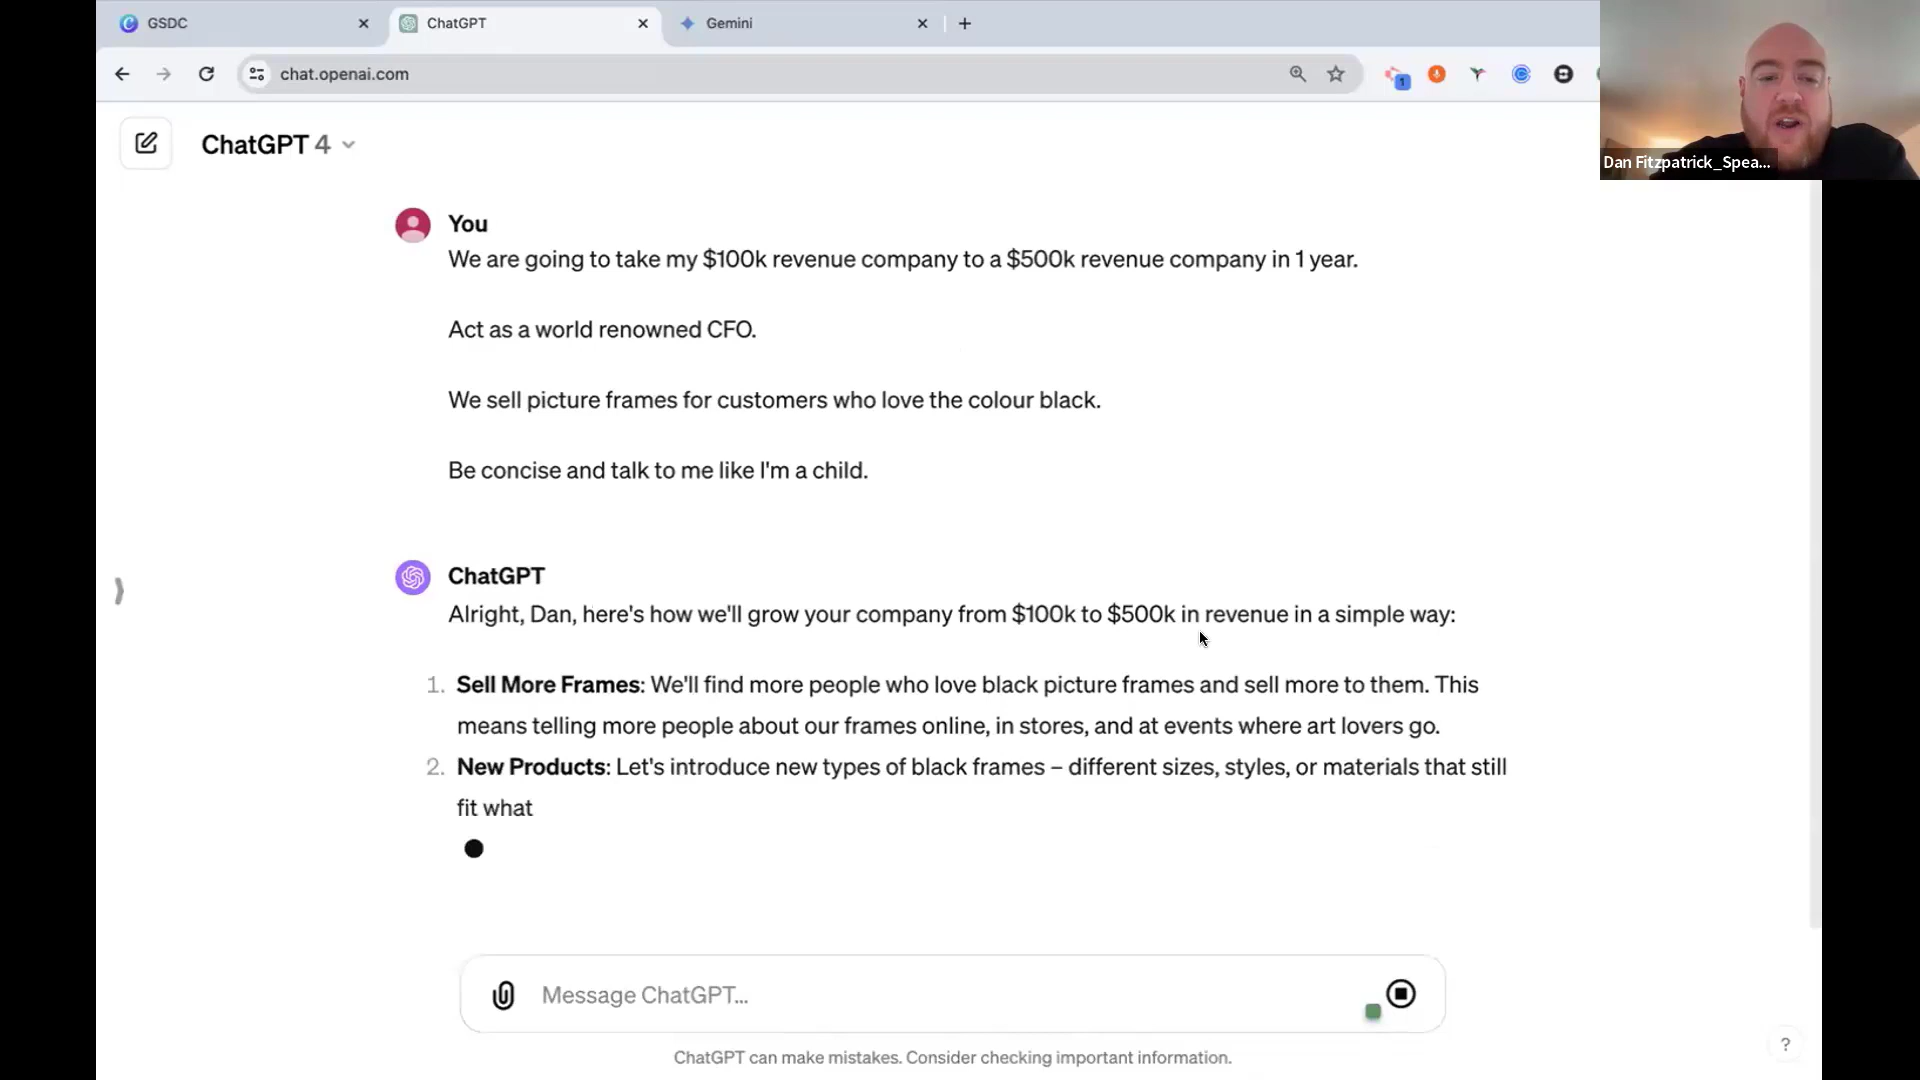 GSDC
ChatGPT
Gemini
chat.openai.com
1
Dan Fitzpatrick_Spea...
ChatGPT 4
You
We are going to take my $100k revenue company to a $500k revenue company in 1 year.
Act as a world renowned CFO.
We sell picture frames for customers who love the colour black.
Be concise and talk to me like I'm a child.
ChatGPT
Alright, Dan, here's how we'll grow your company from $100k to $500k in revenue in a simple way:
1. Sell More Frames: We'll find more people who love black picture frames and sell more to them. This
means telling more people about our frames online, in stores, and at events where art lovers go.
2. New Products: Let's introduce new types of black frames – different sizes, styles, or materials that still
fit what
Message ChatGPT...
ChatGPT can make mistakes. Consider checking important information.
?